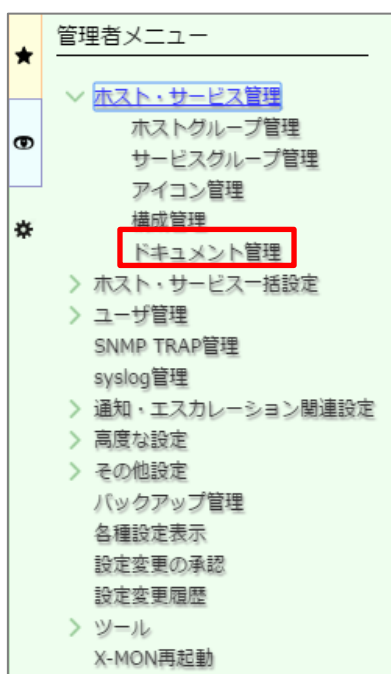 管理者メニュー
ホスト・サービス管理
ホストグループ管理
サービスグループ管理
アイコン管理
構成管理
ドキュメント管理
ホスト・サービス一括設定
ユーザ管理
SNMP TRAP管理
syslog管理
通知・エスカレーション関連設定
高度な設定
その他設定
バックアップ管理
各種設定表示
設定変更の承認
設定変更履歴
ツール
X-MON再起動